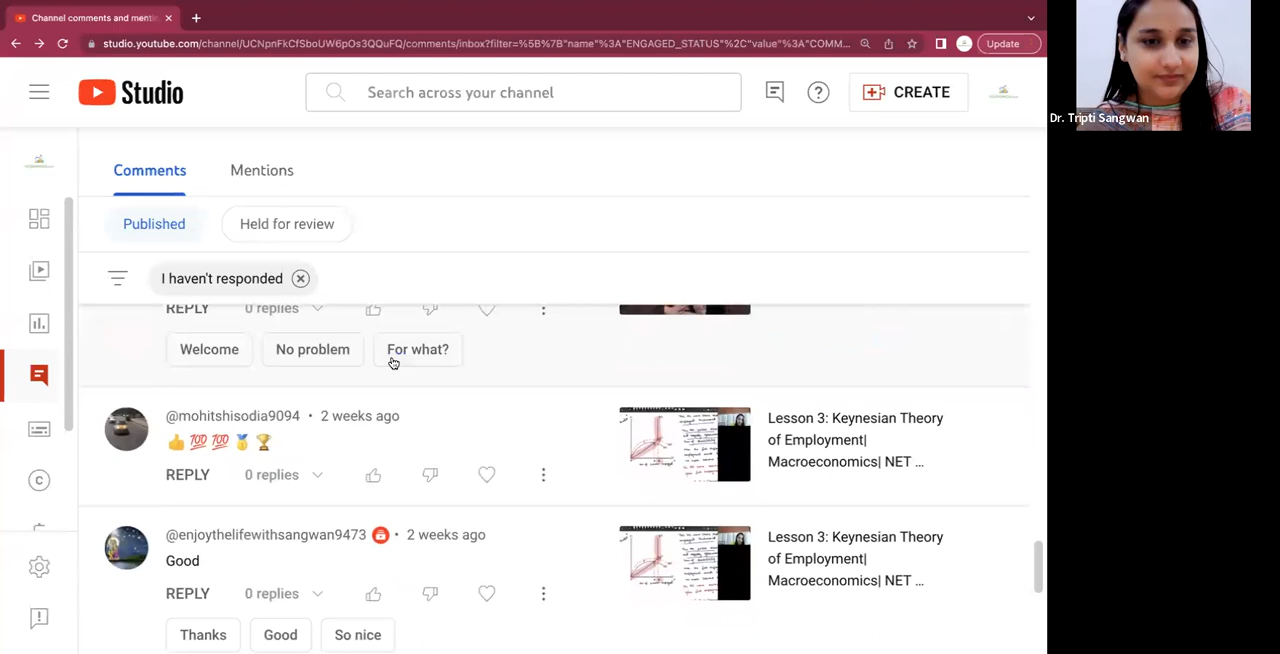 Channel comments and menti
studio.youtube.com/channel/UCNpnFkCfSboUW6pOs3QQuFQ/comments/inbox?filter=%5B%7B"name"%3A"ENGAGED_STATUS"%2C"value"%3A"COMM...
Update
Studio
Search across your channel
CREATE
Dr. Tripti Sangwan
Comments
Mentions
Published
Held for review
I haven't responded
REPLY
0 replies
Welcome
No problem
For what?
@mohitshisodia9094 • 2 weeks ago
👍💯💯🥇🏆
REPLY
0 replies
Lesson 3: Keynesian Theory
of Employment|
Macroeconomics| NET ...
@enjoythelifewithsangwan9473 • 2 weeks ago
Good
REPLY
0 replies
Thanks
Good
So nice
Lesson 3: Keynesian Theory
of Employment|
Macroeconomics| NET ...